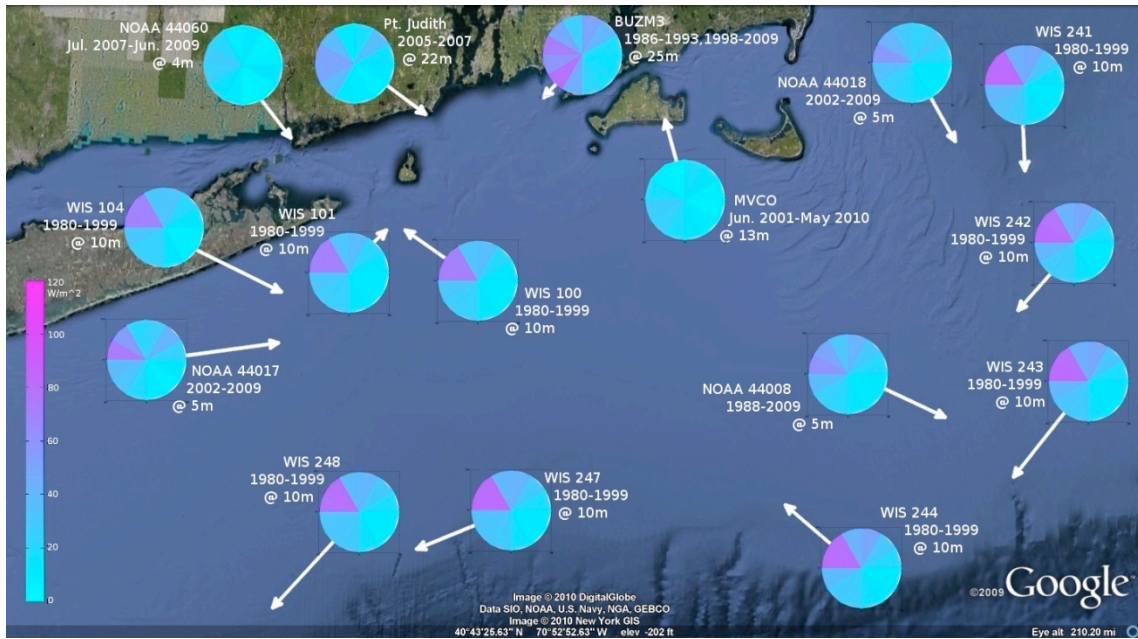 NOAA 44060
Jul. 2007-Jun. 2009
@ 4m
Pt. Judith
2005-2007
@ 22m
BUZM3
1986-1993,1998-2009
@ 25m
NOAA 44018
2002-2009
@ 5m
WIS 241
1980-1999
@ 10m
WIS 104
1980-1999
@ 10m
WIS 101
1980-1999
@ 10m
WIS 100
1980-1999
@ 10m
MVCO
Jun. 2001-May 2010
@ 13m
WIS 242
1980-1999
@ 10m
120
W/m^2
100
80
60
40
20
0
NOAA 44017
2002-2009
@ 5m
NOAA 44008
1988-2009
@ 5m
WIS 243
1980-1999
@ 10m
WIS 248
1980-1999
@ 10m
WIS 247
1980-1999
@ 10m
WIS 244
1980-1999
@ 10m
©2009 Google
Image © 2010 DigitalGlobe
Data SIO, NOAA, U.S. Navy, NGA, GEBCO
Image © 2010 New York GIS
40°43'25.63" N 70°52'52.63" W elev -202 ft
Eye alt 210.20 mi